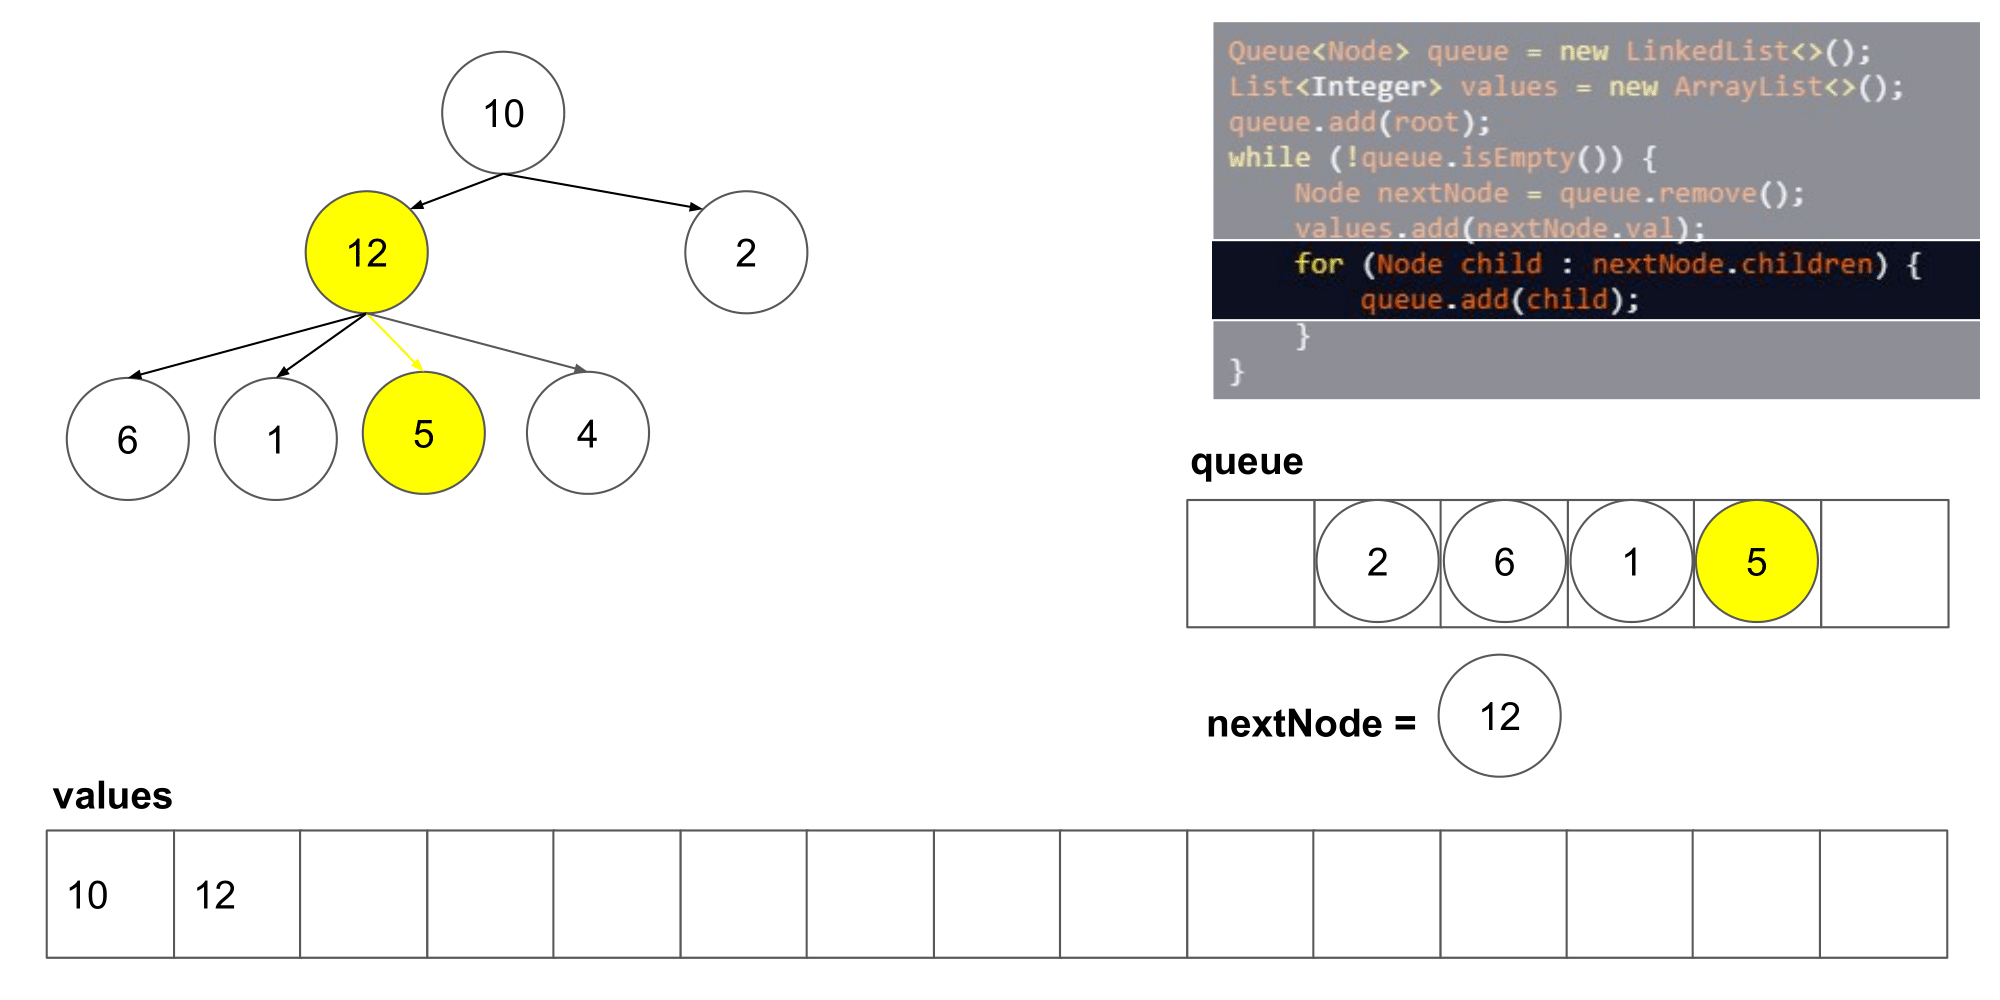 10
12
2
6
1
5
4
Queue<Node> queue = new LinkedList<>();
List<Integer> values = new ArrayList<>();
queue.add(root);
while (!queue.isEmpty()) {
    Node nextNode = queue.remove();
    values.add(nextNode.val);
    for (Node child : nextNode.children) {
        queue.add(child);
    }
}
queue
2 6 1 5
nextNode = 12
values
10 12